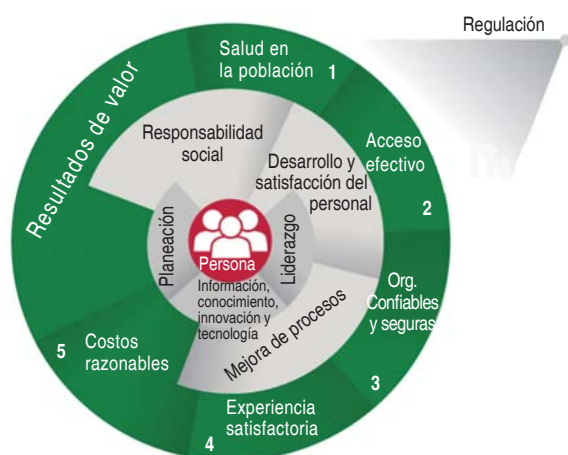 Regulación
Resultados de valor
Salud en
la población
1
Acceso
efectivo
2
Org.
Confiables
y seguras
3
Experiencia
satisfactoria
4
Costos
razonables
5
Responsabilidad
social
Desarrollo y
satisfacción del
personal
Mejora de procesos
Planeación
Liderazgo
Persona
Información,
conocimiento,
innovación y
tecnología